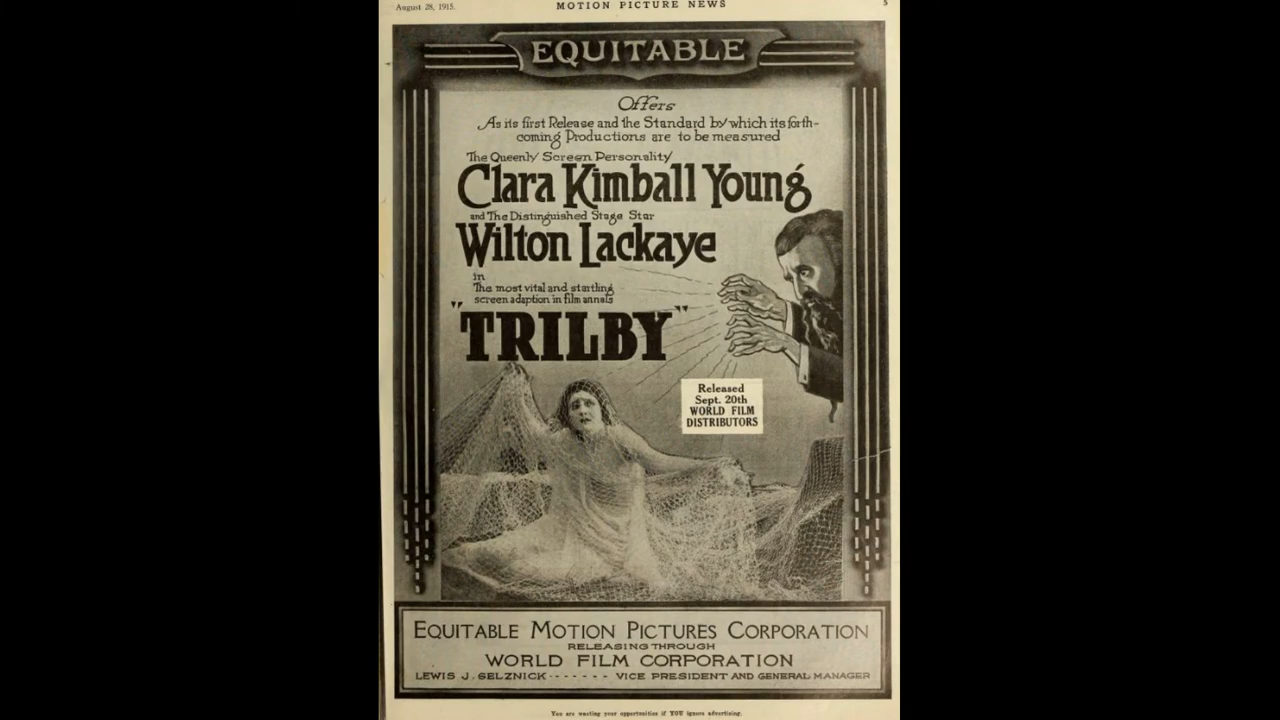 August 28, 1915.
MOTION PICTURE NEWS
5
EQUITABLE
Offers
As its first Release and the Standard by which its forth-
coming Productions are to be measured
The Queenly Screen Personality
Clara Kimball Young
and The Distinguished Stage Star
Wilton Lackaye
in
The most vital and startling
screen adaption in film annals
"TRILBY"
Released
Sept. 20th
WORLD FILM
DISTRIBUTORS
EQUITABLE MOTION PICTURES CORPORATION
RELEASING THROUGH
WORLD FILM CORPORATION
LEWIS J. SELZNICK - - - - - - - VICE PRESIDENT AND GENERAL MANAGER
You are wasting your opportunities if YOU ignore advertising.